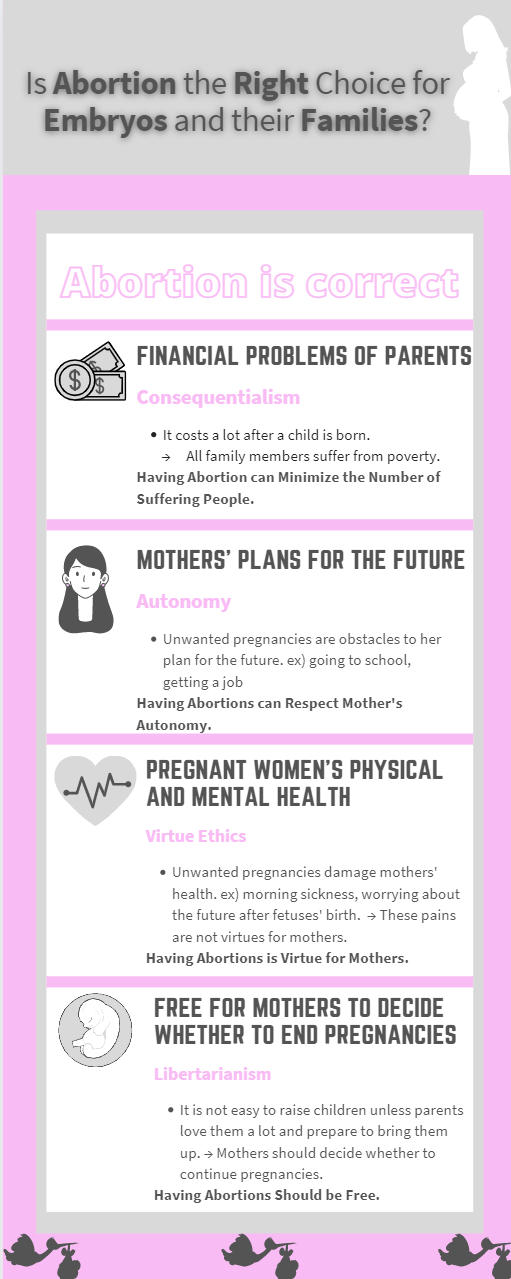 Is Abortion the Right Choice for
Embryos and their Families?
Abortion is correct
FINANCIAL PROBLEMS OF PARENTS
Consequentialism
• It costs a lot after a child is born.
→ All family members suffer from poverty.
Having Abortion can Minimize the Number of
Suffering People.
MOTHERS' PLANS FOR THE FUTURE
Autonomy
• Unwanted pregnancies are obstacles to her
plan for the future. ex) going to school,
getting a job
Having Abortions can Respect Mother's
Autonomy.
PREGNANT WOMEN'S PHYSICAL
AND MENTAL HEALTH
Virtue Ethics
• Unwanted pregnancies damage mothers'
health. ex) morning sickness, worrying about
the future after fetuses' birth. → These pains
are not virtues for mothers.
Having Abortions is Virtue for Mothers.
FREE FOR MOTHERS TO DECIDE
WHETHER TO END PREGNANCIES
Libertarianism
• It is not easy to raise children unless parents
love them a lot and prepare to bring them
up. → Mothers should decide whether to
continue pregnancies.
Having Abortions Should be Free.